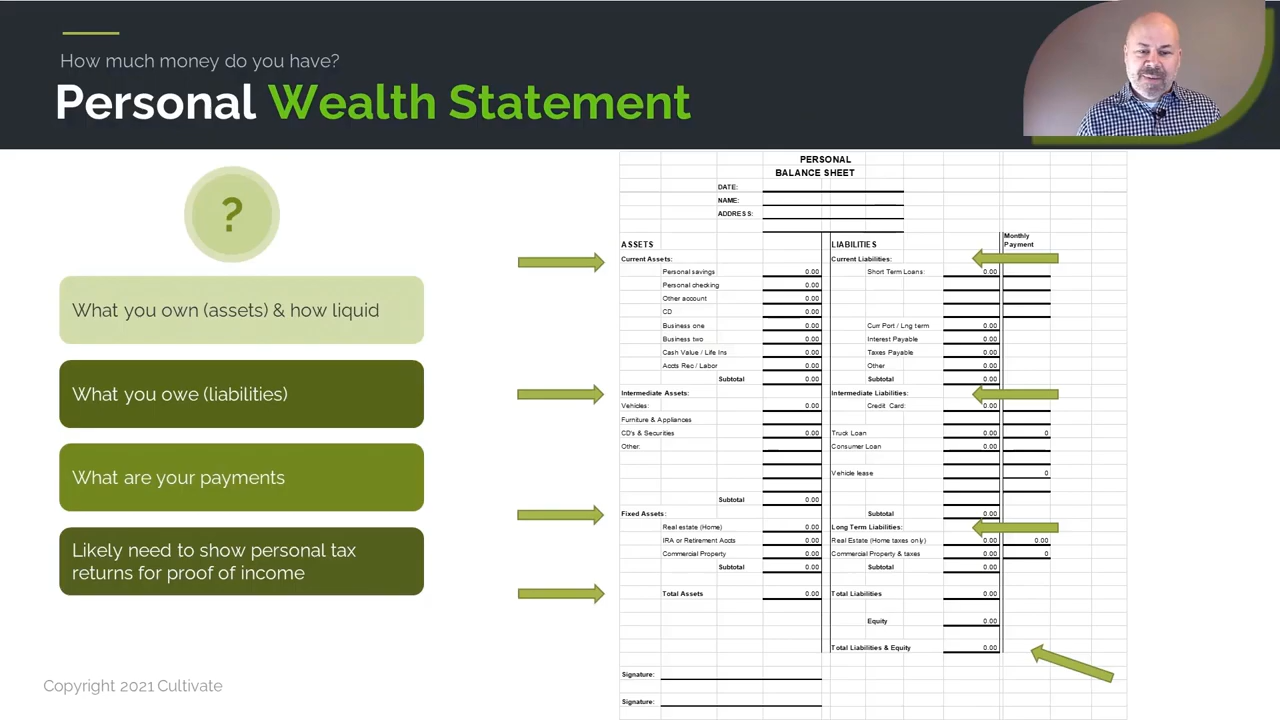 How much money do you have?
Personal Wealth Statement
?
What you own (assets) & how liquid
What you owe (liabilities)
What are your payments
Likely need to show personal tax
returns for proof of income
Copyright 2021 Cultivate
PERSONAL
BALANCE SHEET
DATE:
NAME:
ADDRESS:
Monthly
ASSETS LIABILITIES Payment
Current Assets: Current Liabilities:
Personal savings 0.00 Short Term Loans: 0.00
Personal checking 0.00
Other account 0.00
CD 0.00
Business one 0.00 Curr Port / Lng term 0.00
Business two 0.00 Interest Payable 0.00
Cash Value / Life Ins 0.00 Taxes Payable 0.00
Accts Rec / Labor 0.00 Other 0.00
Subtotal 0.00 Subtotal 0.00
Intermediate Assets: Intermediate Liabilities:
Vehicles: 0.00 Credit Card: 0.00
Furniture & Appliances
CD's & Securities 0.00 Truck Loan 0.00 0
Other: Consumer Loan 0.00
Vehicle lease 0
Subtotal 0.00
Fixed Assets: Subtotal 0.00
Real estate (Home) 0.00 Long Term Liabilities: 0.00
IRA or Retirement Accts 0.00 Real Estate (Home taxes only) 0.00 0.00
Commercial Property 0.00 Commercial Property & taxes 0.00 0
Subtotal 0.00 Subtotal 0.00
Total Assets 0.00 Total Liabilities 0.00
Equity 0.00
Total Liabilities & Equity 0.00
Signature:
Signature: